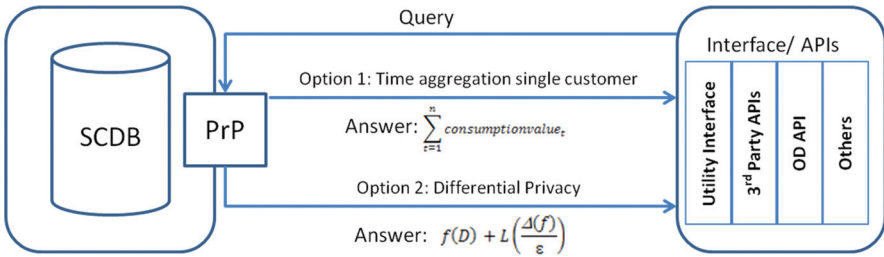 Query
Interface/ APIs
SCDB
PrP
Option 1: Time aggregation single customer
Answer: \sum_{t=1}^{n} consumptionvalue_t
Option 2: Differential Privacy
Answer: f(D) + L(Δ(f)/ε)
Utility Interface
3rd Party APIs
OD API
Others